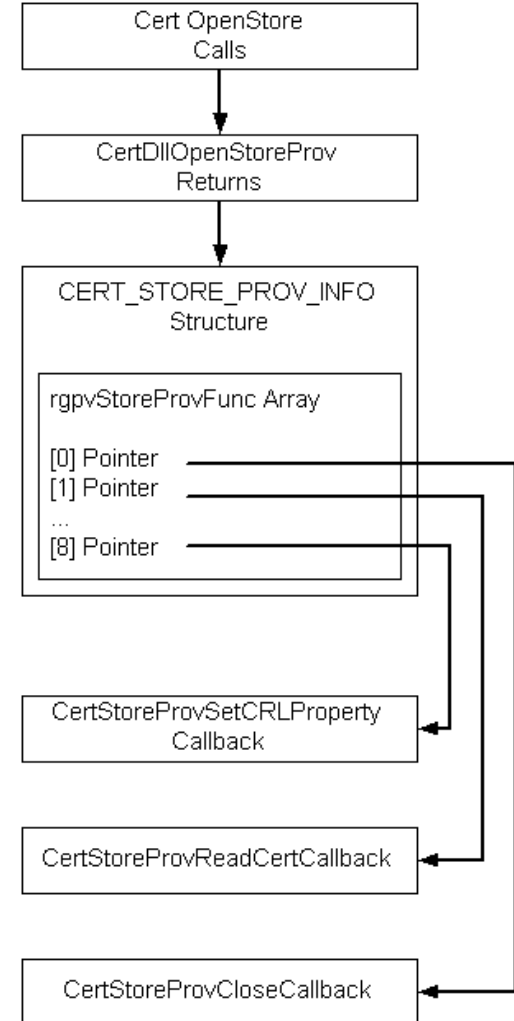 Cert OpenStore
Calls
CertDllOpenStoreProv
Returns
CERT_STORE_PROV_INFO
Structure
rgpvStoreProvFunc Array
[0] Pointer
[1] Pointer
...
[8] Pointer
CertStoreProvSetCRLProperty
Callback
CertStoreProvReadCertCallback
CertStoreProvCloseCallback